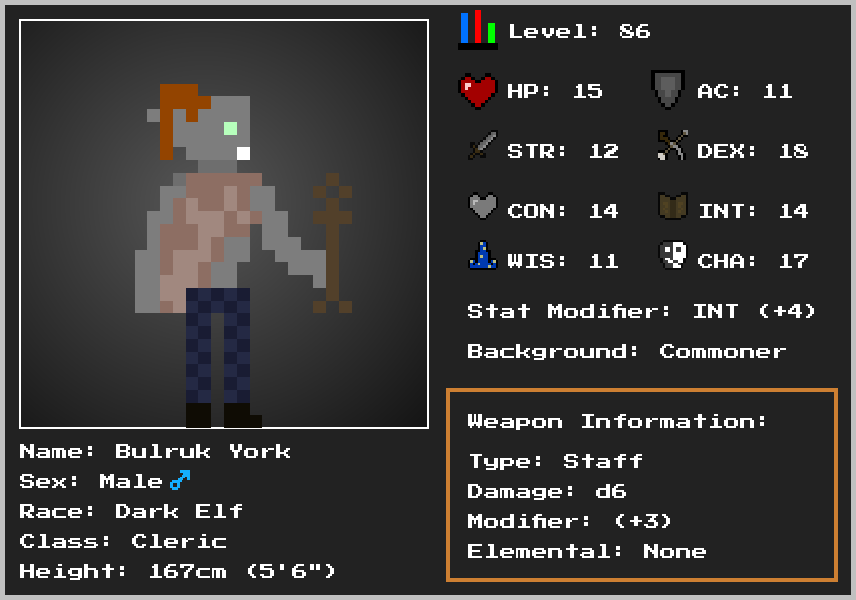 Level: 86
HP: 15
AC: 11
STR: 12
DEX: 18
CON: 14
INT: 14
WIS: 11
CHA: 17
Stat Modifier: INT (+4)
Background: Commoner
Weapon Information:
Type: Staff
Damage: d6
Modifier: (+3)
Elemental: None
Name: Bulruk York
Sex: Male♂
Race: Dark Elf
Class: Cleric
Height: 167cm (5'6")